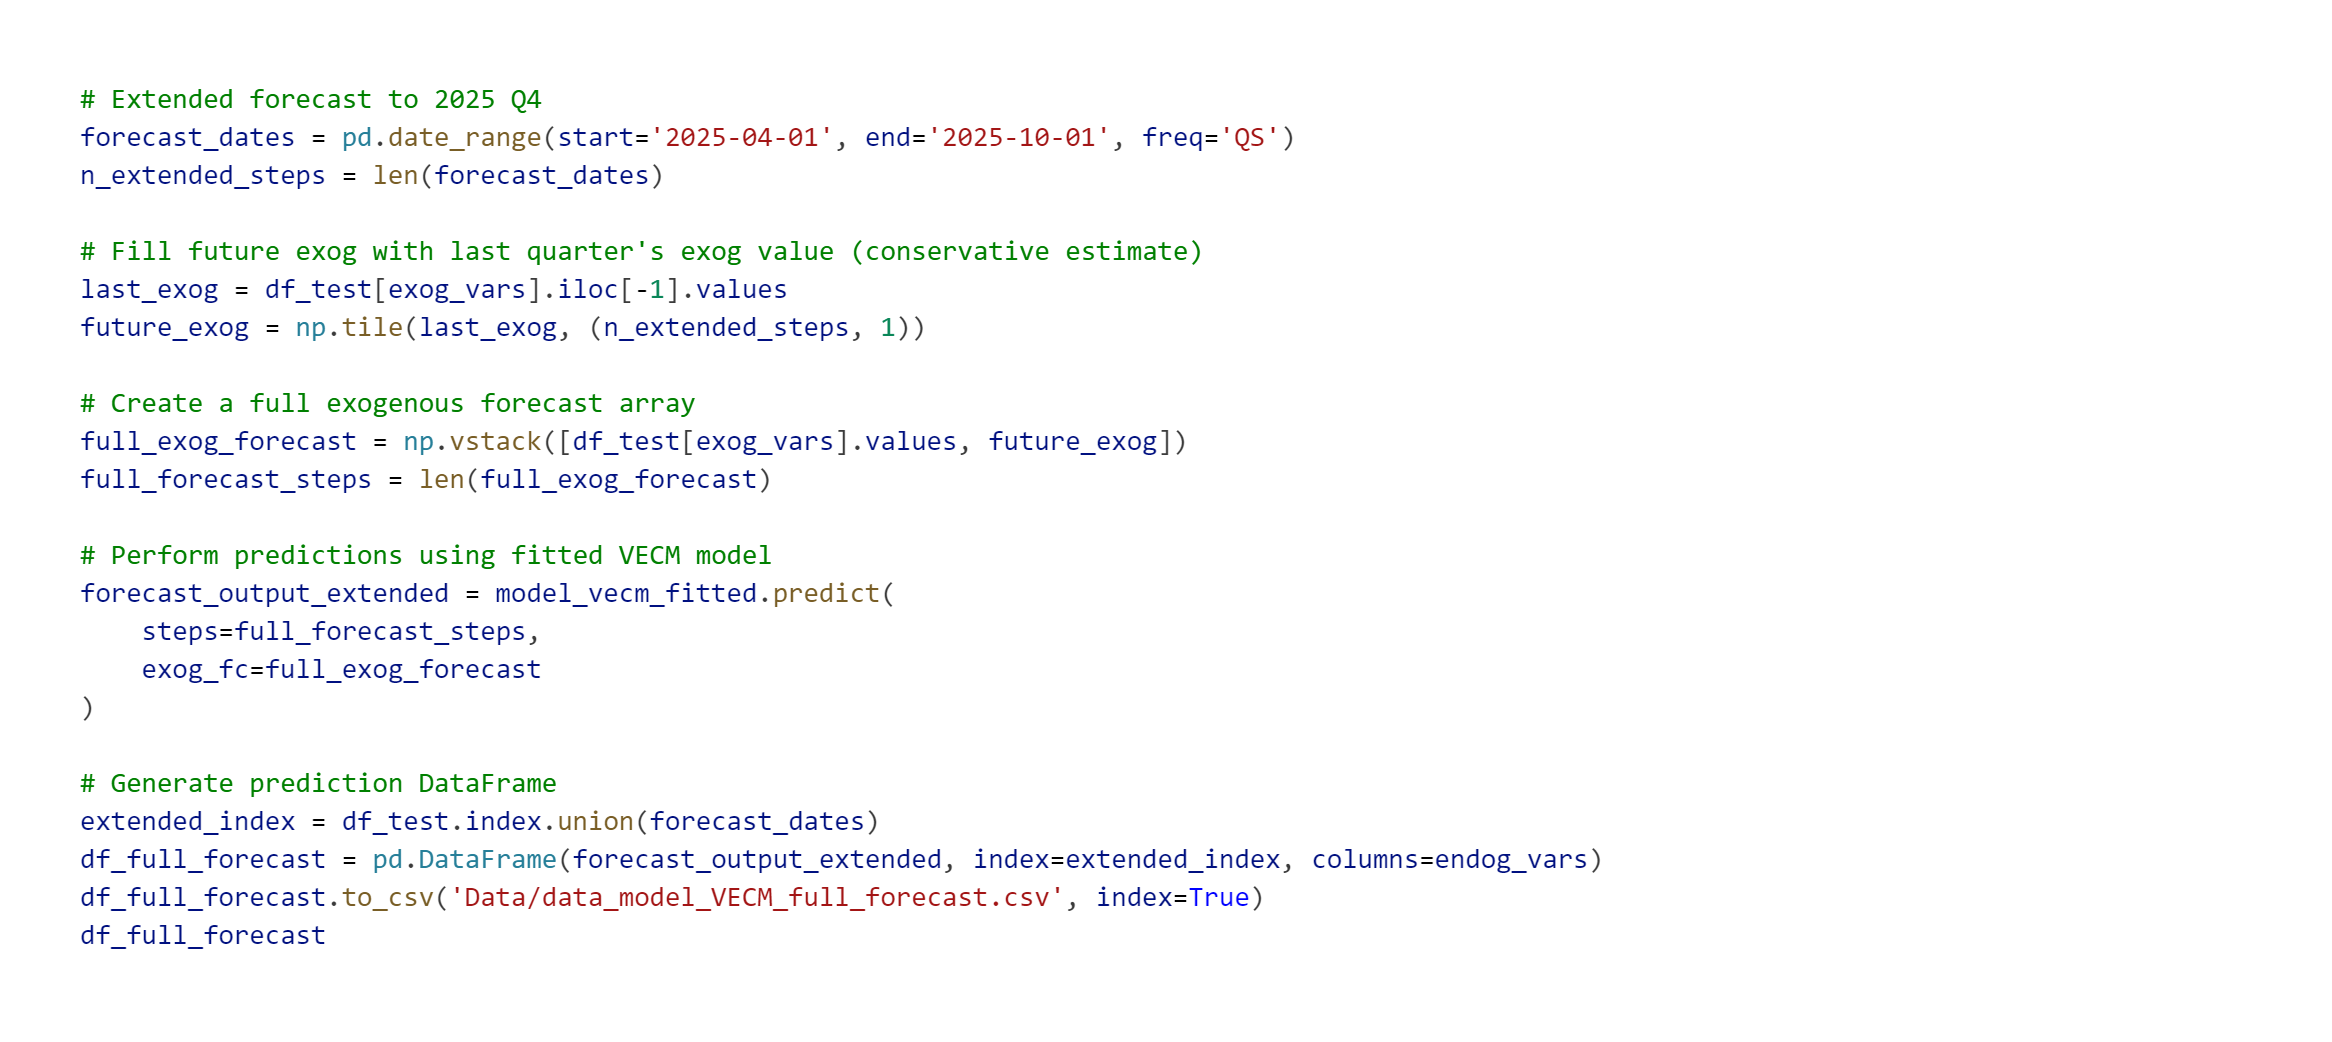 # Extended forecast to 2025 Q4
forecast_dates = pd.date_range(start='2025-04-01', end='2025-10-01', freq='QS')
n_extended_steps = len(forecast_dates)

# Fill future exog with last quarter's exog value (conservative estimate)
last_exog = df_test[exog_vars].iloc[-1].values
future_exog = np.tile(last_exog, (n_extended_steps, 1))

# Create a full exogenous forecast array
full_exog_forecast = np.vstack([df_test[exog_vars].values, future_exog])
full_forecast_steps = len(full_exog_forecast)

# Perform predictions using fitted VECM model
forecast_output_extended = model_vecm_fitted.predict(
    steps=full_forecast_steps,
    exog_fc=full_exog_forecast
)

# Generate prediction DataFrame
extended_index = df_test.index.union(forecast_dates)
df_full_forecast = pd.DataFrame(forecast_output_extended, index=extended_index, columns=endog_vars)
df_full_forecast.to_csv('Data/data_model_VECM_full_forecast.csv', index=True)
df_full_forecast